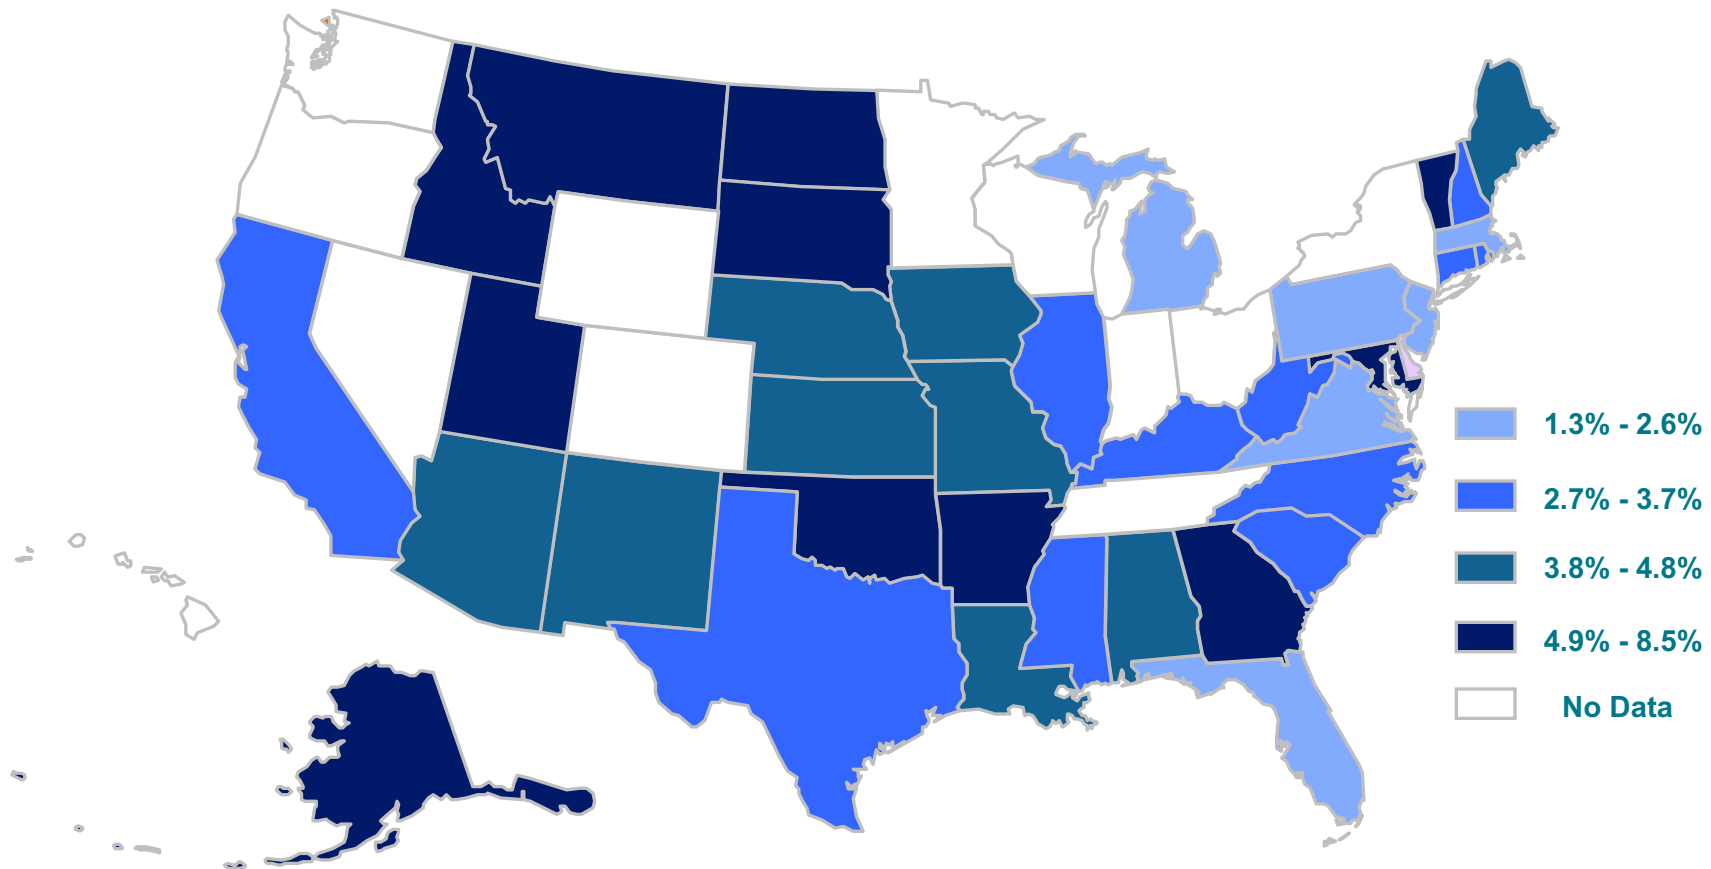 1.3% - 2.6%
2.7% - 3.7%
3.8% - 4.8%
4.9% - 8.5%
No Data